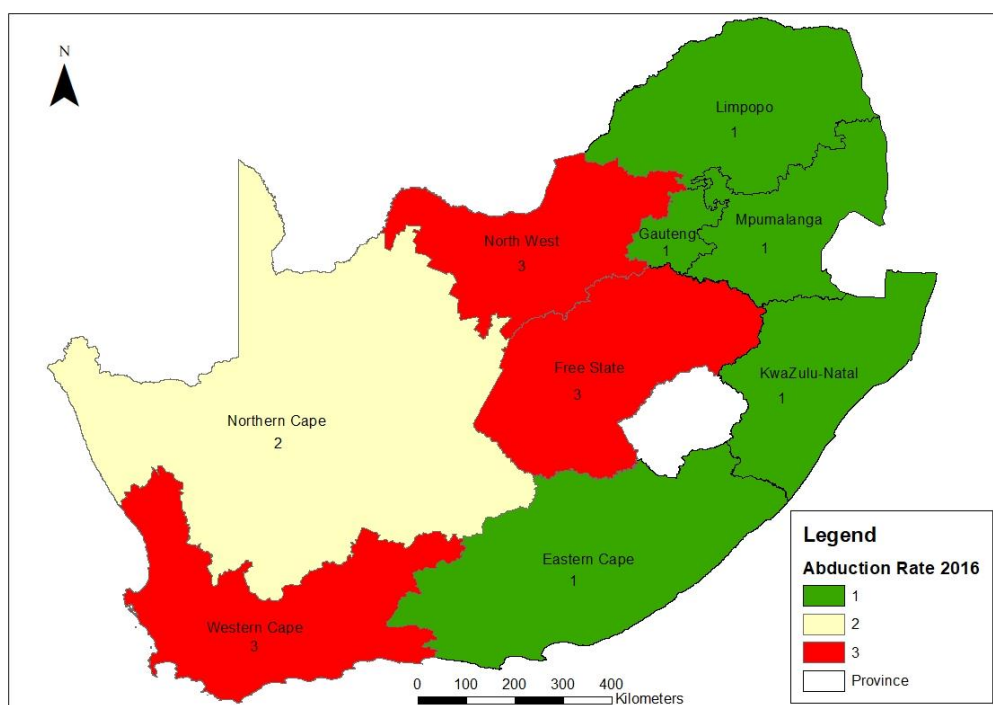 N
Limpopo
1
Mpumalanga
1
Gauteng
1
North West
3
Free State
3
KwaZulu-Natal
1
Northern Cape
2
Eastern Cape
1
Western Cape
3
Legend
Abduction Rate 2016
1
2
3
Province
0 100 200 300 400
Kilometers